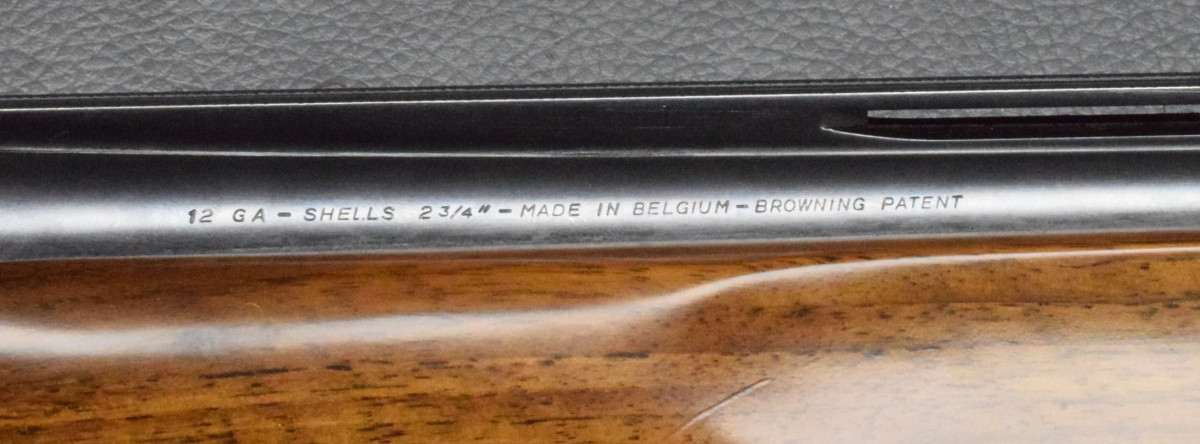 12 GA - SHELLS 2 3/4" - MADE IN BELGIUM - BROWNING PATENT